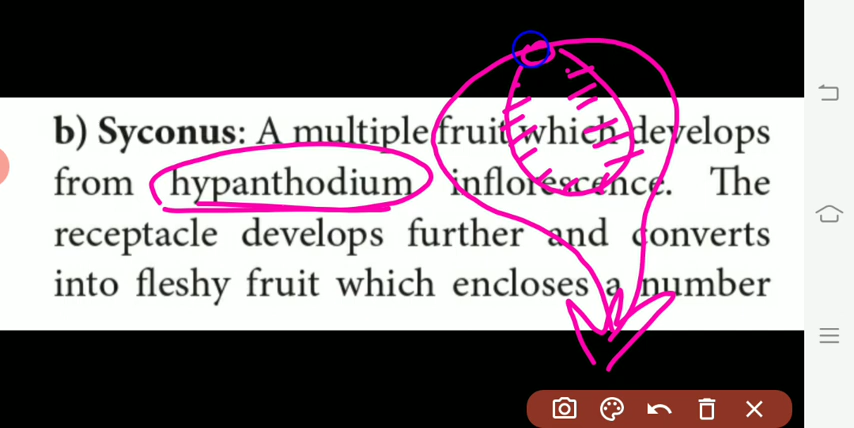 b) Syconus: A multiple fruit which develops
from hypanthodium inflorescence. The
receptacle develops further and converts
into fleshy fruit which encloses a number